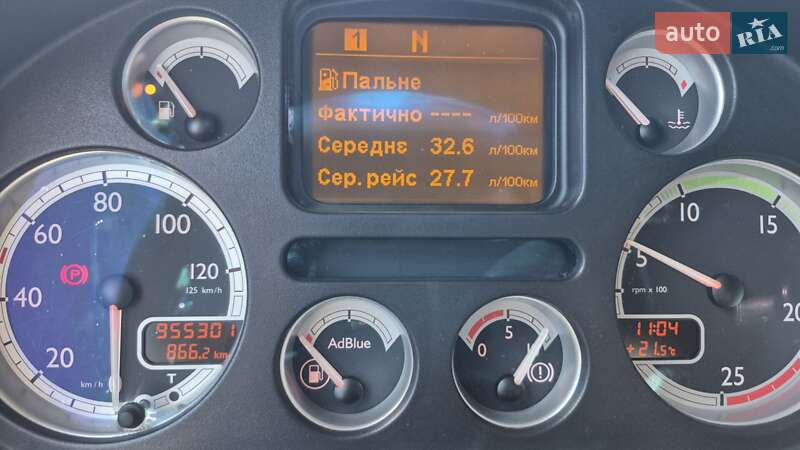 auto RIA .com
1 N
Пальне
Фактично ---- л/100км
Середнє 32.6 л/100км
Сер.рейс 27.7 л/100км
20
40
60
80
100
120
125 km/h
km/h
955301
866.2 km
T
AdBlue
0 5
5
10
15
20
25
rpm x 100
11:04
+21.5°C
P